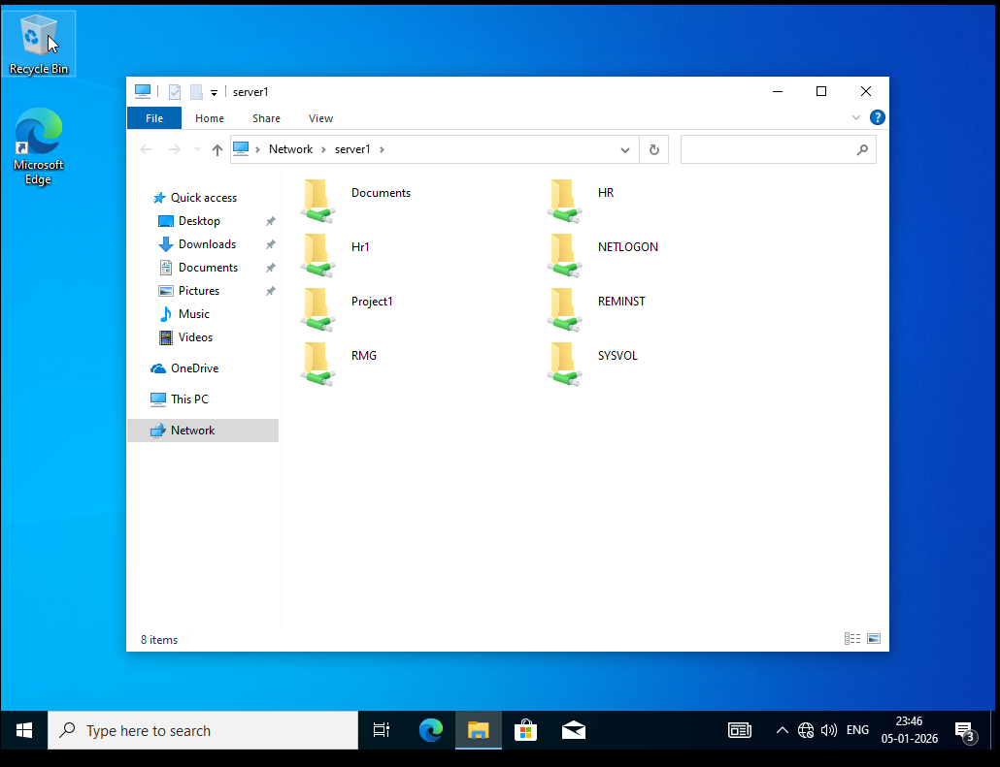 Recycle Bin
Microsoft
Edge
server1
File
Home
Share
View
?
Network
server1
Quick access
Desktop
Downloads
Documents
Pictures
Music
Videos
OneDrive
This PC
Network
Documents
HR
Hr1
NETLOGON
Project1
REMINST
RMG
SYSVOL
8 items
Type here to search
ENG
23:46
05-01-2026
3